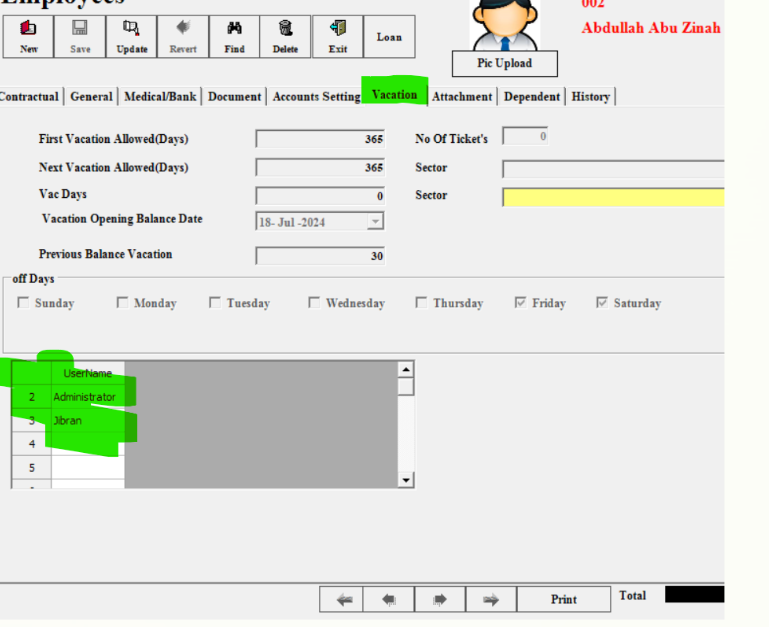 Employees
002
Abdullah Abu Zinah
New Save Update Revert Find Delete Exit Loan
Pic Upload
Contractual General Medical/Bank Document Accounts Setting Vacation Attachment Dependent History
First Vacation Allowed(Days) 365 No Of Ticket's 0
Next Vacation Allowed(Days) 365 Sector
Vac Days 0 Sector
Vacation Opening Balance Date 18- Jul -2024
Previous Balance Vacation 30
off Days
Sunday Monday Tuesday Wednesday Thursday Friday Saturday
UserName
2 Administrator
3 Jibran
4
5
Print Total